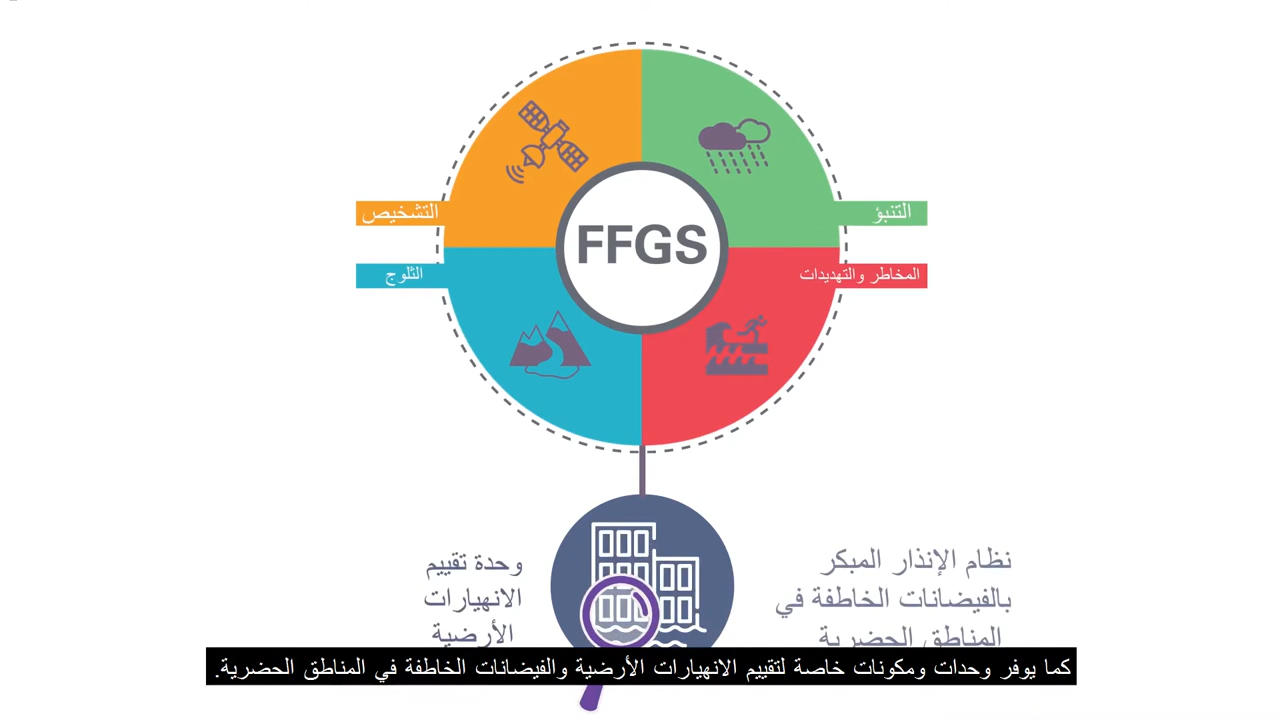 التنبؤ
التشخيص
FFGS
المخاطر والتهديدات
الثلوج
نظام الإنذار المبكر
بالفيضانات الخاطفة في
المناطق الحضرية
وحدة تقييم
الانهيارات
الأرضية
كما يوفر وحدات ومكونات خاصة لتقييم الانهيارات الأرضية والفيضانات الخاطفة في المناطق الحضرية.